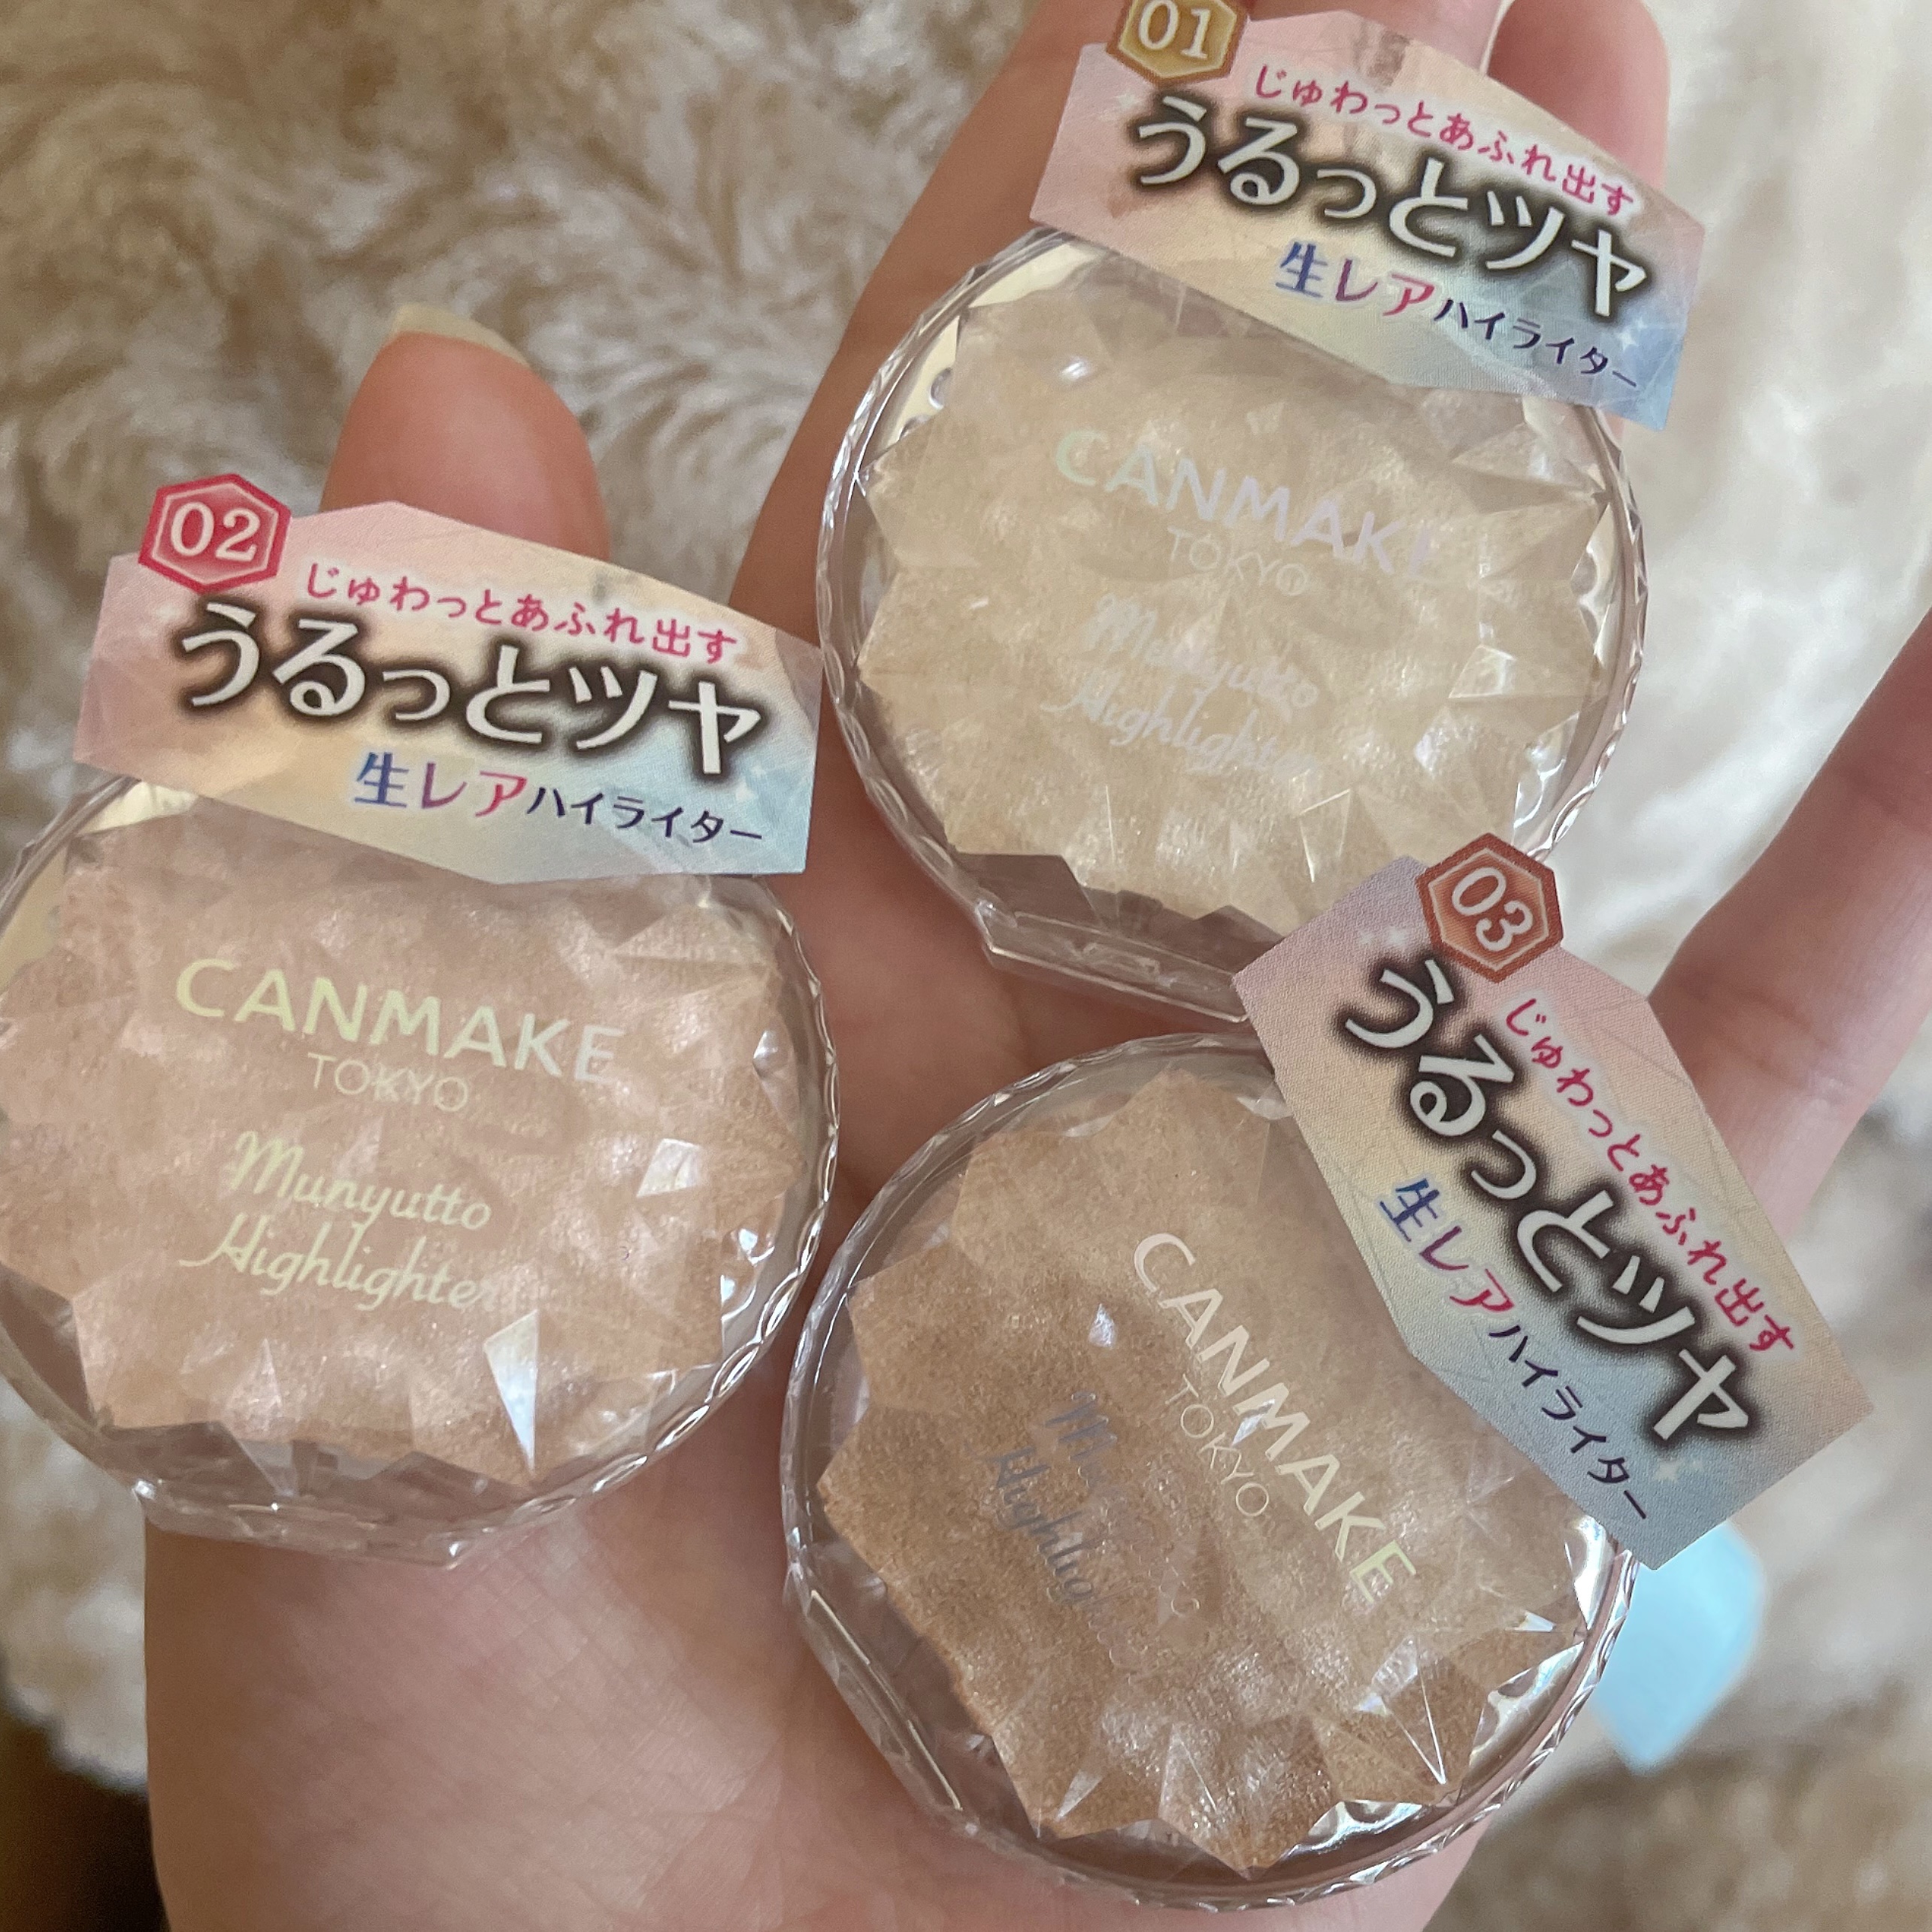 01
じゅわっとあふれ出す
うるっとツヤ
生レアハイライター
CANMAKE
TOKYO
Munyutto
Highlighter
02
じゅわっとあふれ出す
うるっとツヤ
生レアハイライター
CANMAKE
TOKYO
Munyutto
Highlighter
03
じゅわっとあふれ出す
うるっとツヤ
生レアハイライター
CANMAKE
TOKYO